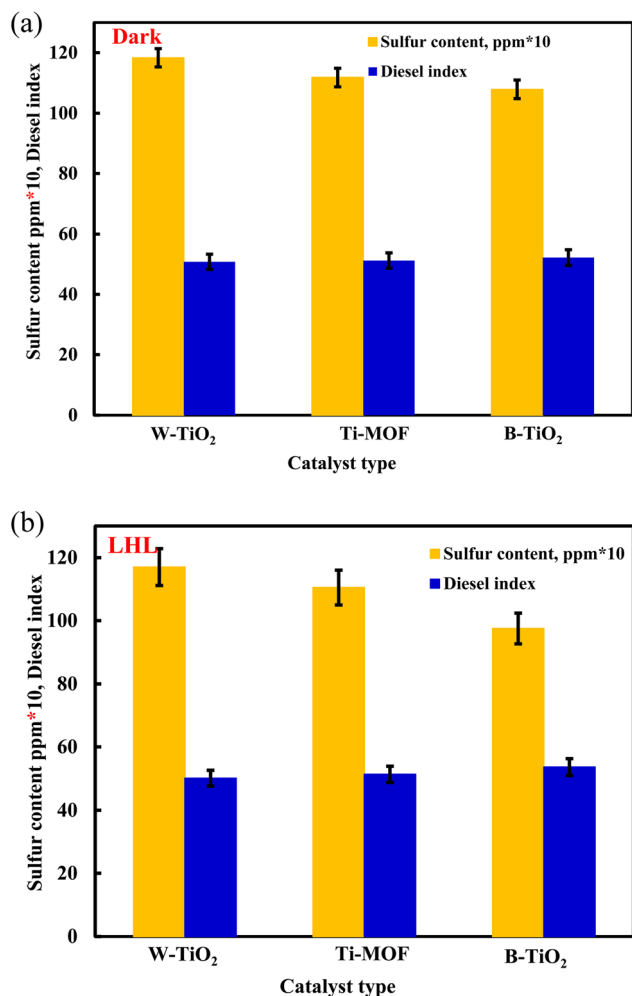 (a)
Dark
Sulfur content, ppm*10
Diesel index
Sulfur content ppm*10, Diesel index
120
100
80
60
40
20
0
W-TiO₂ Ti-MOF B-TiO₂
Catalyst type
(b)
LHL
Sulfur content, ppm*10
Diesel index
Sulfur content ppm*10, Diesel index
120
100
80
60
40
20
0
W-TiO₂ Ti-MOF B-TiO₂
Catalyst type